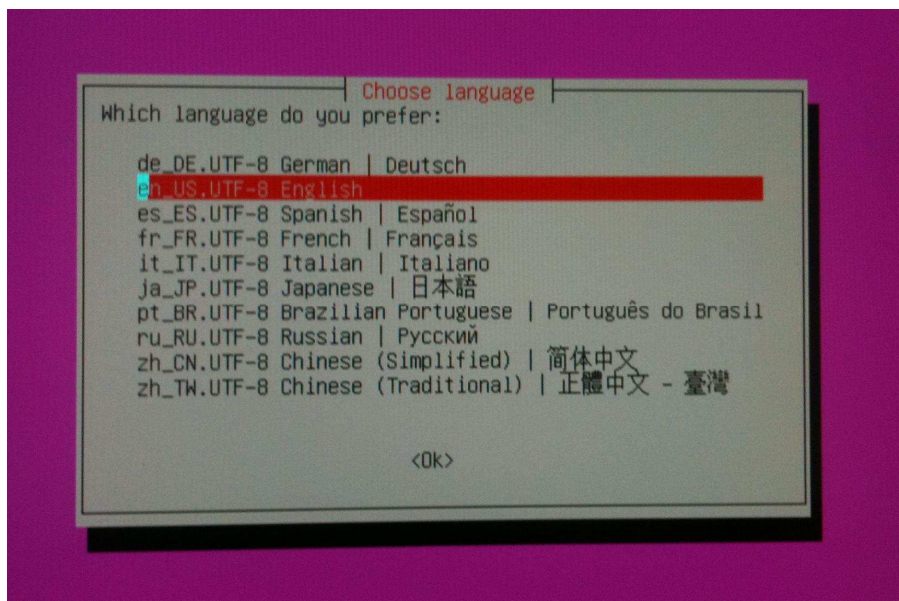 Choose language
Which language do you prefer:
de_DE.UTF-8 German | Deutsch
en_US.UTF-8 English
es_ES.UTF-8 Spanish | Español
fr_FR.UTF-8 French | Français
it_IT.UTF-8 Italian | Italiano
ja_JP.UTF-8 Japanese | 日本語
pt_BR.UTF-8 Brazilian Portuguese | Português do Brasil
ru_RU.UTF-8 Russian | Русский
zh_CN.UTF-8 Chinese (Simplified) | 简体中文
zh_TW.UTF-8 Chinese (Traditional) | 正體中文 - 臺灣
<Ok>